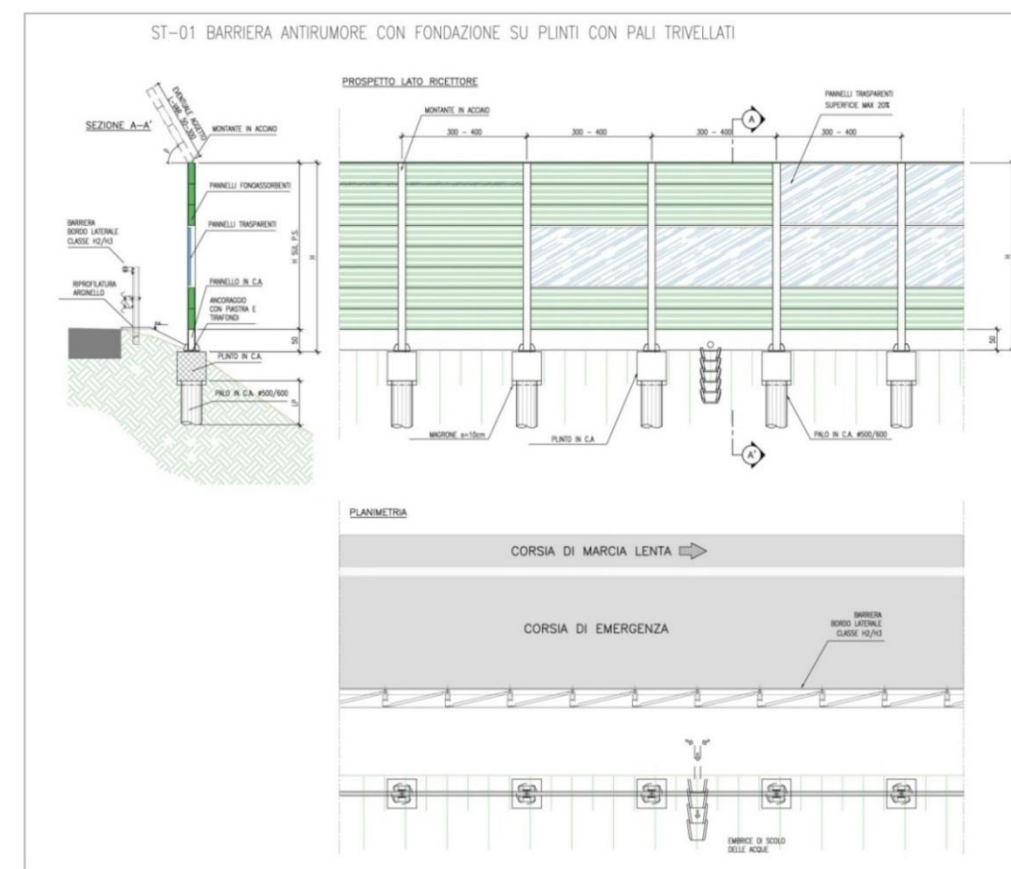 ST-01 BARRIERA ANTIRUMORE CON FONDAZIONE SU PLINTI CON PALI TRIVELLATI
SEZIONE A-A'
EVENTUALE AGGETTO
MONTANTE IN ACCIAIO
PANNELLI FONOASSORBENTI
PANNELLI TRASPARENTI
BARRIERA
BORDO LATERALE
CLASSE H2/H3
RIPROFILATURA
ARGINELLO
PANNELLO IN C.A.
ANCORAGGIO
CON PIASTRA E
TIRAFONDI
PLINTO IN C.A.
PALO IN C.A. ø500/600
H SUL P.S.
H
50
LP
PROSPETTO LATO RICETTORE
MONTANTE IN ACCIAIO
PANNELLI TRASPARENTI
SUPERFICIE MAX 20%
A
300 - 400
300 - 400
300 - 400
300 - 400
H
50
MAGRONE s=10cm
PLINTO IN C.A
PALO IN C.A. ø500/600
A'
PLANIMETRIA
CORSIA DI MARCIA LENTA
CORSIA DI EMERGENZA
BARRIERA
BORDO LATERALE
CLASSE H2/H3
EMBRICE DI SCOLO
DELLE ACQUE